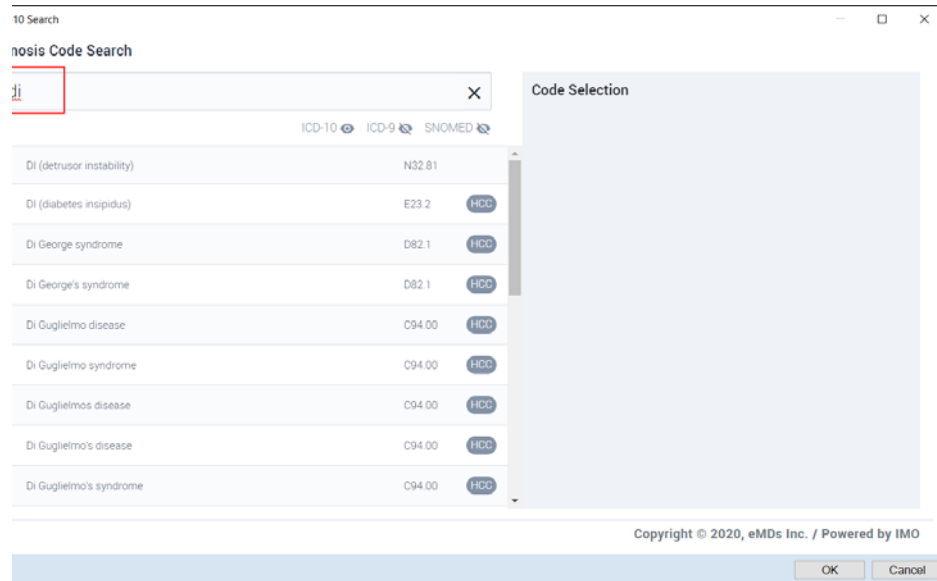 10 Search
nosis Code Search
di
Code Selection
ICD-10 ICD-9 SNOMED
DI (detrusor instability) N32.81
DI (diabetes insipidus) E23.2 HCC
Di George syndrome D82.1 HCC
Di George's syndrome D82.1 HCC
Di Guglielmo disease C94.00 HCC
Di Guglielmo syndrome C94.00 HCC
Di Guglielmos disease C94.00 HCC
Di Guglielmo's disease C94.00 HCC
Di Guglielmo's syndrome C94.00 HCC
Copyright © 2020, eMDs Inc. / Powered by IMO
OK Cancel